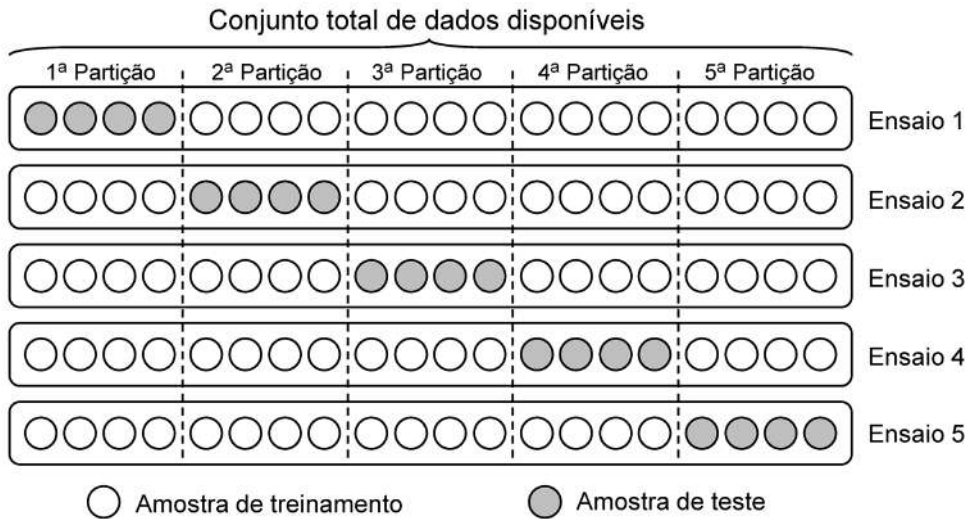 Conjunto total de dados disponíveis
1ª Partição 2ª Partição 3ª Partição 4ª Partição 5ª Partição
Ensaio 1
Ensaio 2
Ensaio 3
Ensaio 4
Ensaio 5
Amostra de treinamento Amostra de teste